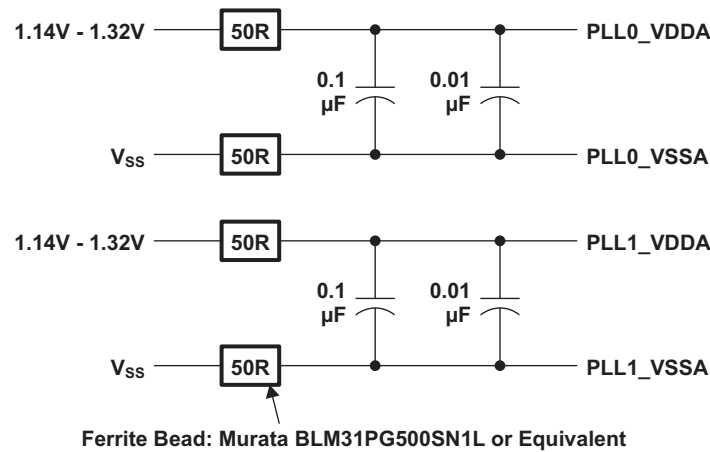 1.14V - 1.32V 50R PLL0_VDDA
0.1 µF 0.01 µF
VSS 50R PLL0_VSSA
1.14V - 1.32V 50R PLL1_VDDA
0.1 µF 0.01 µF
VSS 50R PLL1_VSSA
Ferrite Bead: Murata BLM31PG500SN1L or Equivalent